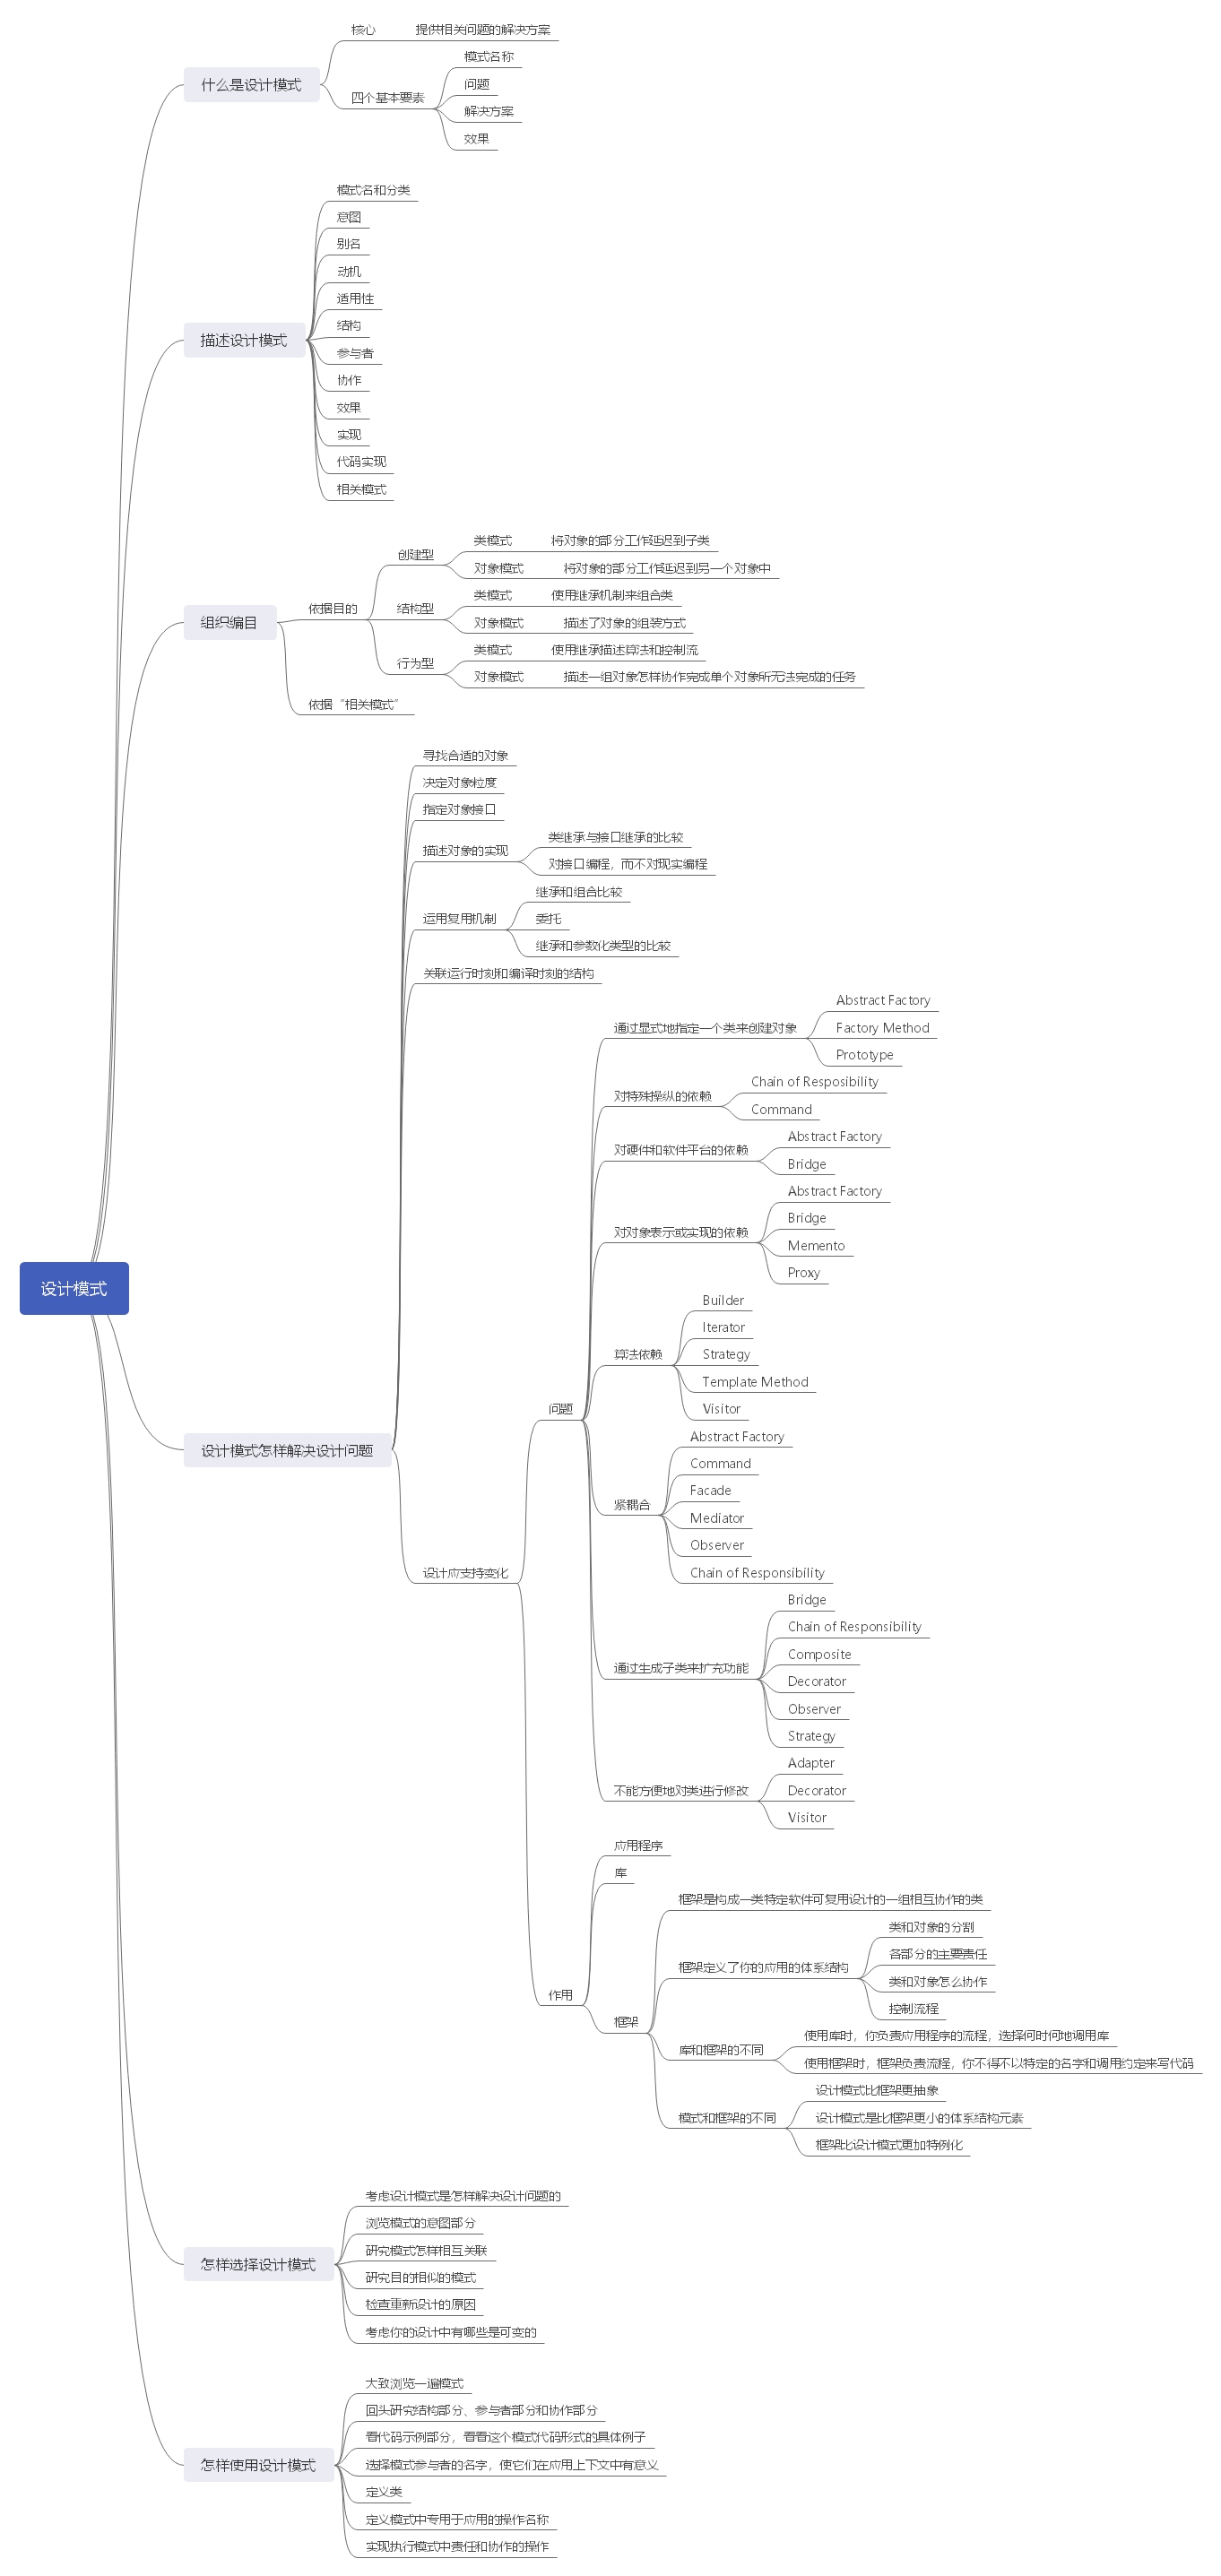 设计模式
什么是设计模式
核心
提供相关问题的解决方案
四个基本要素
模式名称
问题
解决方案
效果
描述设计模式
模式名和分类
意图
别名
动机
适用性
结构
参与者
协作
效果
实现
代码实现
相关模式
组织编目
依据目的
创建型
类模式
将对象的部分工作延迟到子类
对象模式
将对象的部分工作延迟到另一个对象中
结构型
类模式
使用继承机制来组合类
对象模式
描述了对象的组装方式
行为型
类模式
使用继承描述算法和控制流
对象模式
描述一组对象怎样协作完成单个对象所无法完成的任务
依据“相关模式”
设计模式怎样解决设计问题
寻找合适的对象
决定对象粒度
指定对象接口
描述对象的实现
类继承与接口继承的比较
对接口编程，而不对现实编程
运用复用机制
继承和组合比较
委托
继承和参数化类型的比较
关联运行时刻和编译时刻的结构
设计应支持变化
问题
通过显式地指定一个类来创建对象
Abstract Factory
Factory Method
Prototype
对特殊操纵的依赖
Chain of Resposibility
Command
对硬件和软件平台的依赖
Abstract Factory
Bridge
对对象表示或实现的依赖
Abstract Factory
Bridge
Memento
Proxy
算法依赖
Builder
Iterator
Strategy
Template Method
Visitor
紧耦合
Abstract Factory
Command
Facade
Mediator
Observer
Chain of Responsibility
通过生成子类来扩充功能
Bridge
Chain of Responsibility
Composite
Decorator
Observer
Strategy
不能方便地对类进行修改
Adapter
Decorator
Visitor
作用
应用程序
库
框架
框架是构成一类特定软件可复用设计的一组相互协作的类
框架定义了你的应用的体系结构
类和对象的分割
各部分的主要责任
类和对象怎么协作
控制流程
库和框架的不同
使用库时，你负责应用程序的流程，选择何时何地调用库
使用框架时，框架负责流程，你不得不以特定的名字和调用约定来写代码
模式和框架的不同
设计模式比框架更抽象
设计模式是比框架更小的体系结构元素
框架比设计模式更加特例化
怎样选择设计模式
考虑设计模式是怎样解决设计问题的
浏览模式的意图部分
研究模式怎样相互关联
研究目的相似的模式
检查重新设计的原因
考虑你的设计中有哪些是可变的
怎样使用设计模式
大致浏览一遍模式
回头研究结构部分、参与者部分和协作部分
看代码示例部分，看看这个模式代码形式的具体例子
选择模式参与者的名字，使它们在应用上下文中有意义
定义类
定义模式中专用于应用的操作名称
实现执行模式中责任和协作的操作